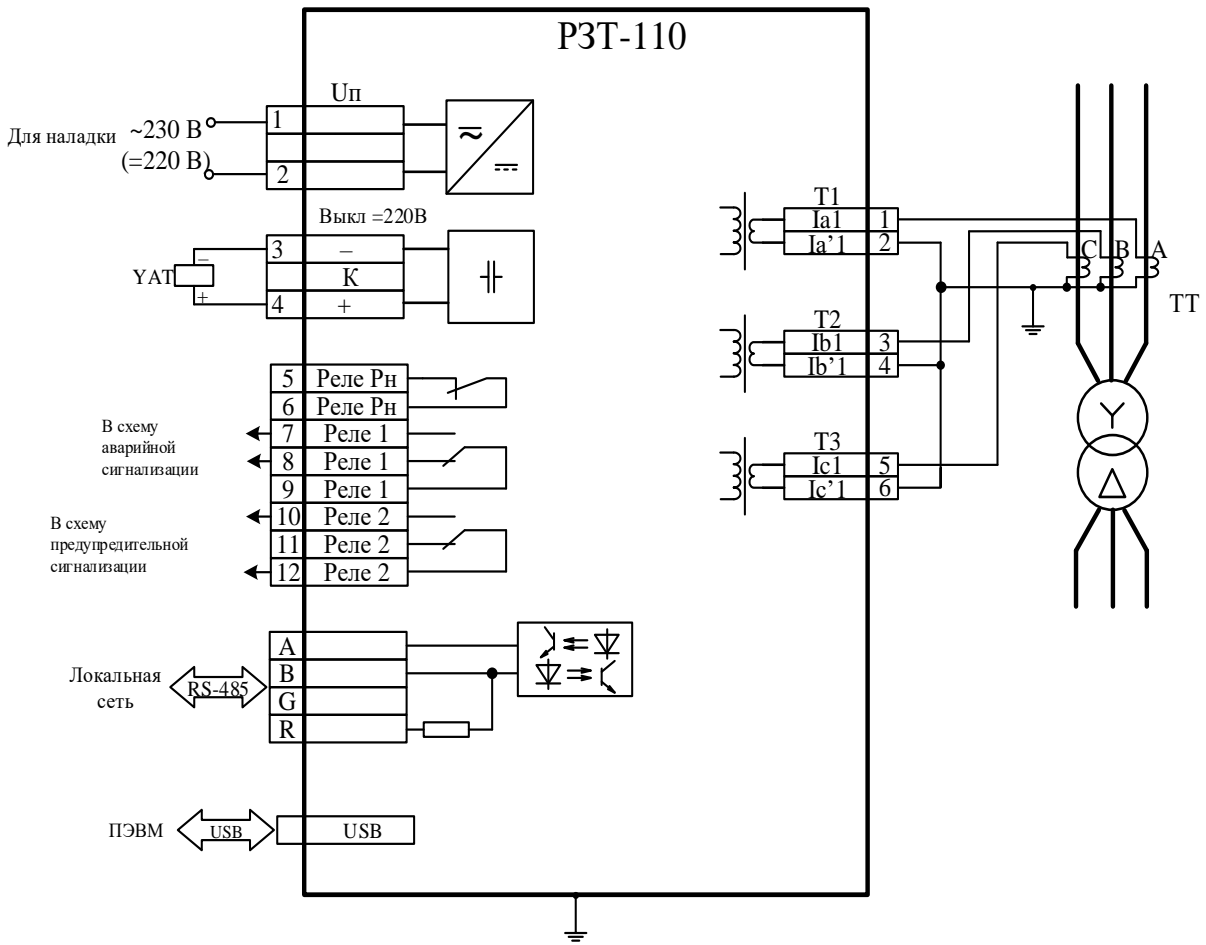 РЗТ-110
Uп
Для наладки
~230 В
(=220 В)
1
2
Выкл =220В
YAT
–
+
3 –
К
4 +
5 Реле Рн
6 Реле Рн
7 Реле 1
8 Реле 1
9 Реле 1
10 Реле 2
11 Реле 2
12 Реле 2
В схему
аварийной
сигнализации
В схему
предупредительной
сигнализации
A
B
G
R
Локальная
сеть
RS-485
ПЭВМ
USB
USB
T1
Ia1 1
Ia’1 2
T2
Ib1 3
Ib’1 4
T3
Ic1 5
Ic’1 6
C B A
ТТ